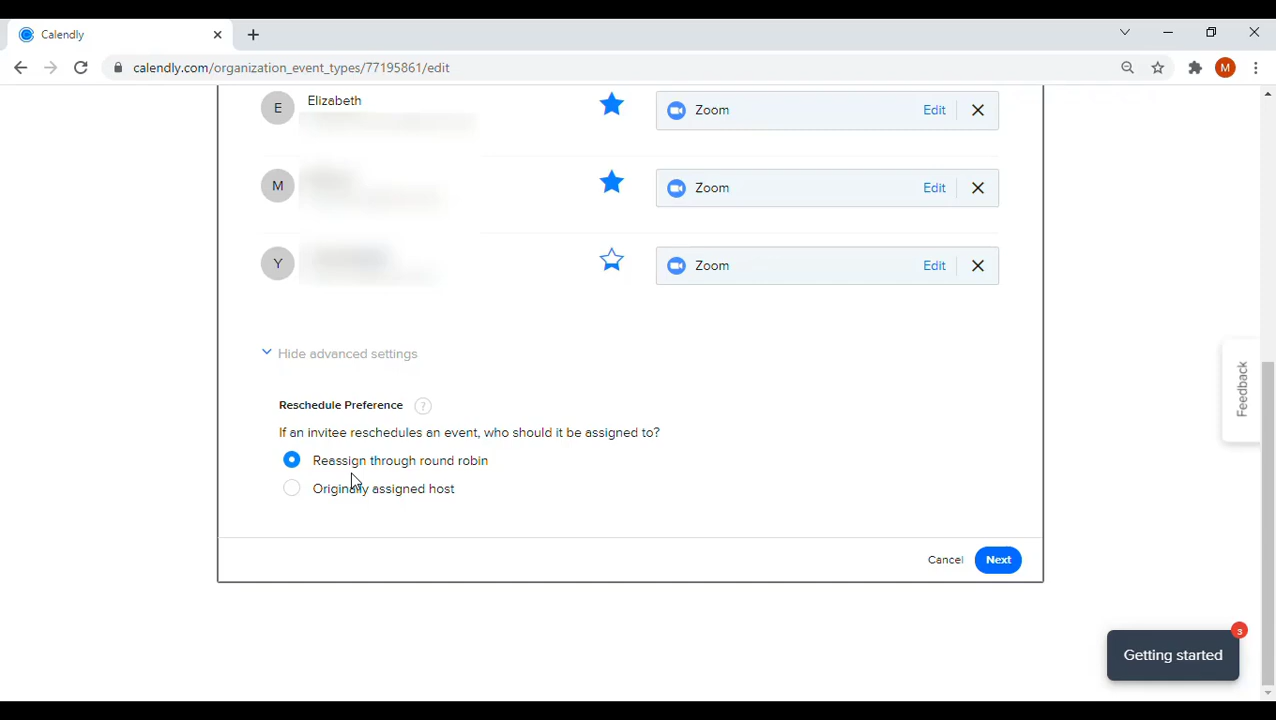 Calendly
calendly.com/organization_event_types/77195861/edit
M
E
Elizabeth
Zoom
Edit
M
Zoom
Edit
Y
Zoom
Edit
Hide advanced settings
Reschedule Preference ?
If an invitee reschedules an event, who should it be assigned to?
Reassign through round robin
Originally assigned host
Cancel
Next
Feedback
3
Getting started